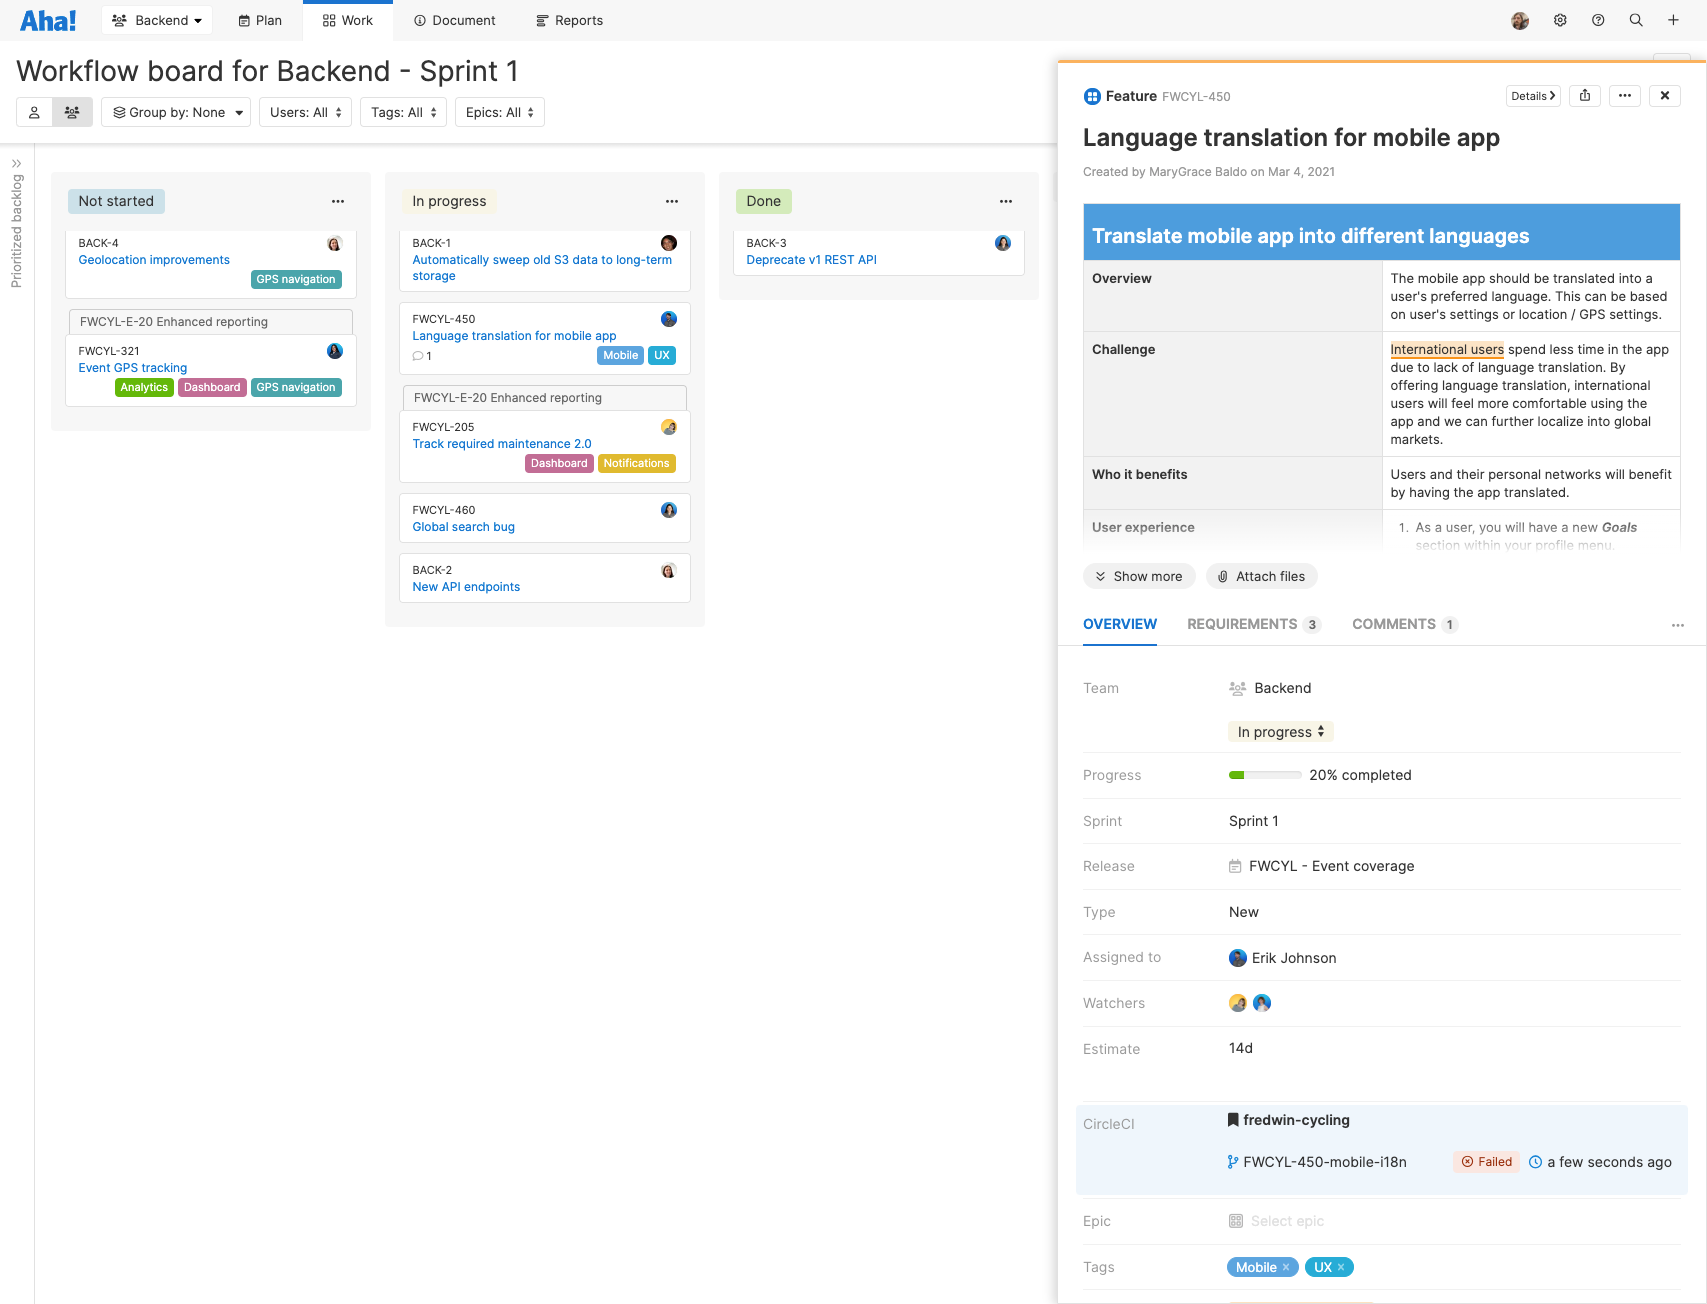 Aha!
Backend
Plan
Work
Document
Reports
Workflow board for Backend - Sprint 1
Group by: None
Users: All
Tags: All
Epics: All
Prioritized backlog
Not started
BACK-4
Geolocation improvements
GPS navigation
FWCYL-E-20 Enhanced reporting
FWCYL-321
Event GPS tracking
Analytics Dashboard GPS navigation
In progress
BACK-1
Automatically sweep old S3 data to long-term
storage
FWCYL-450
Language translation for mobile app
1
Mobile UX
FWCYL-E-20 Enhanced reporting
FWCYL-205
Track required maintenance 2.0
Dashboard Notifications
FWCYL-460
Global search bug
BACK-2
New API endpoints
Done
BACK-3
Deprecate v1 REST API
Feature FWCYL-450
Details
Language translation for mobile app
Created by MaryGrace Baldo on Mar 4, 2021
Translate mobile app into different languages
Overview
The mobile app should be translated into a
user's preferred language. This can be based
on user's settings or location / GPS settings.
Challenge
International users spend less time in the app
due to lack of language translation. By
offering language translation, international
users will feel more comfortable using the
app and we can further localize into global
markets.
Who it benefits
Users and their personal networks will benefit
by having the app translated.
User experience
1. As a user, you will have a new Goals
section within your profile menu.
Show more
Attach files
OVERVIEW
REQUIREMENTS 3
COMMENTS 1
Team
Backend
In progress
Progress
20% completed
Sprint
Sprint 1
Release
FWCYL - Event coverage
Type
New
Assigned to
Erik Johnson
Watchers
Estimate
14d
CircleCI
fredwin-cycling
FWCYL-450-mobile-i18n
Failed
a few seconds ago
Epic
Select epic
Tags
Mobile ×
UX ×